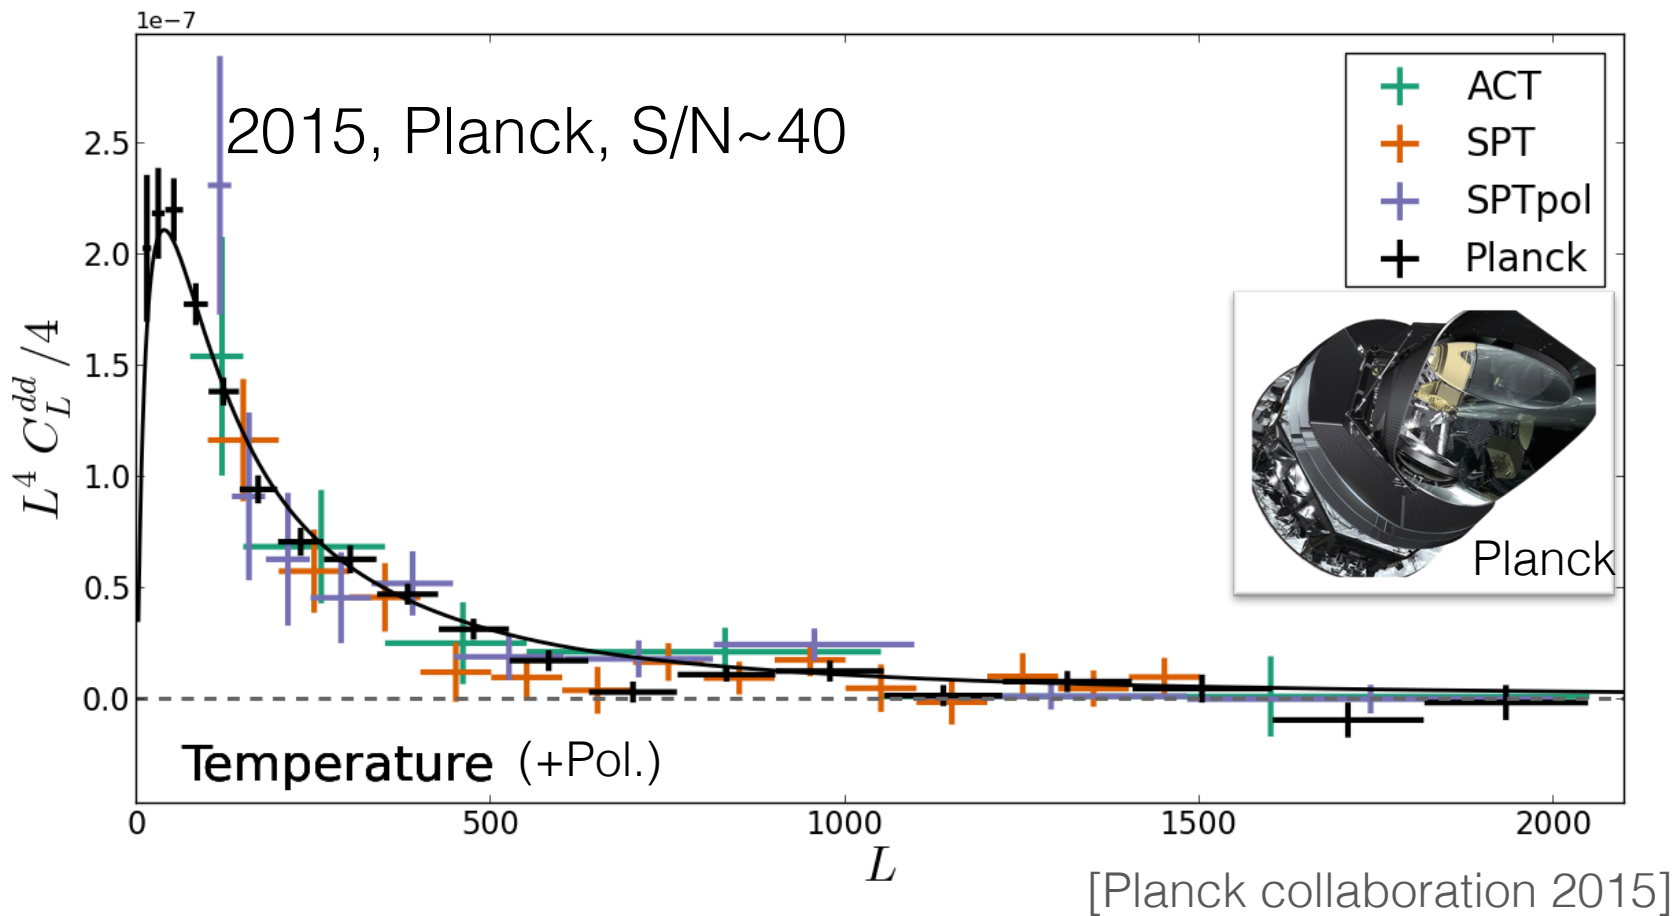 1e−7
2015, Planck, S/N~40
ACT
SPT
SPTpol
Planck
2.5
2.0
1.5
1.0
0.5
0.0
L⁴ C_L^{dd} /4
Planck
Temperature (+Pol.)
0 500 1000 1500 2000
L
[Planck collaboration 2015]